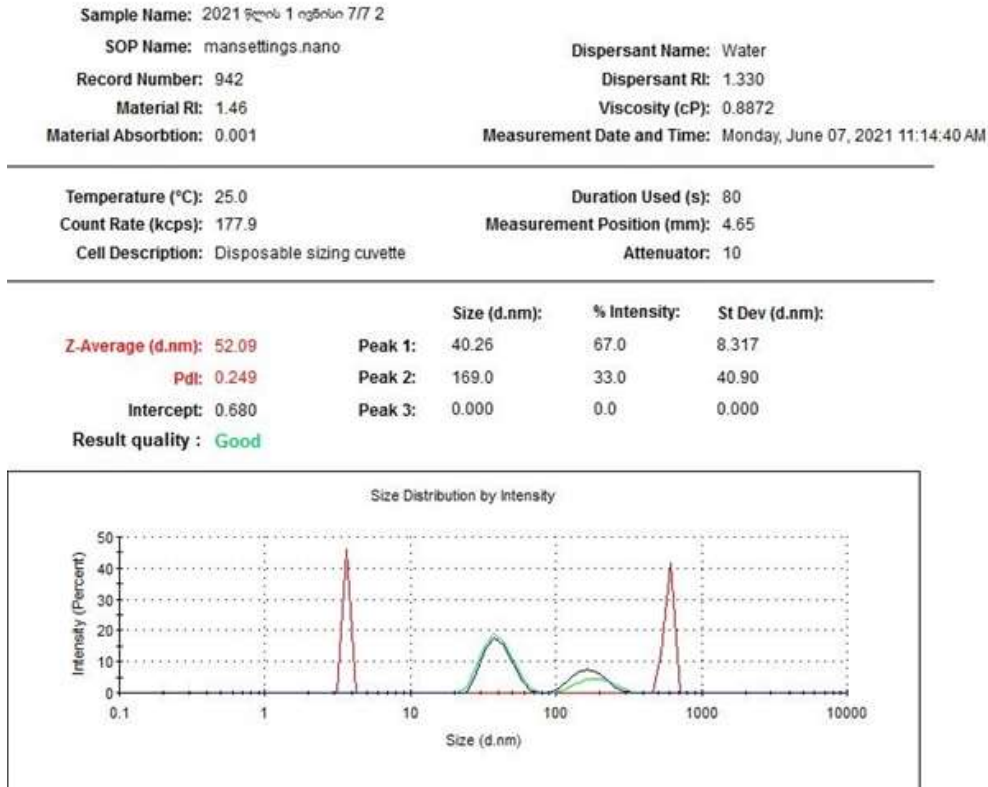 Sample Name: 2021 წლის 1 ივნისი 7/7 2
SOP Name: mansettings.nano
Dispersant Name: Water
Record Number: 942
Dispersant RI: 1.330
Material RI: 1.46
Viscosity (cP): 0.8872
Material Absorbtion: 0.001
Measurement Date and Time: Monday, June 07, 2021 11:14:40 AM
Temperature (°C): 25.0
Duration Used (s): 80
Count Rate (kcps): 177.9
Measurement Position (mm): 4.65
Cell Description: Disposable sizing cuvette
Attenuator: 10
Size (d.nm): % Intensity: St Dev (d.nm):
Z-Average (d.nm): 52.09 Peak 1: 40.26 67.0 8.317
PdI: 0.249 Peak 2: 169.0 33.0 40.90
Intercept: 0.680 Peak 3: 0.000 0.0 0.000
Result quality : Good
Size Distribution by Intensity
Intensity (Percent)
50
40
30
20
10
0
0.1 1 10 100 1000 10000
Size (d.nm)